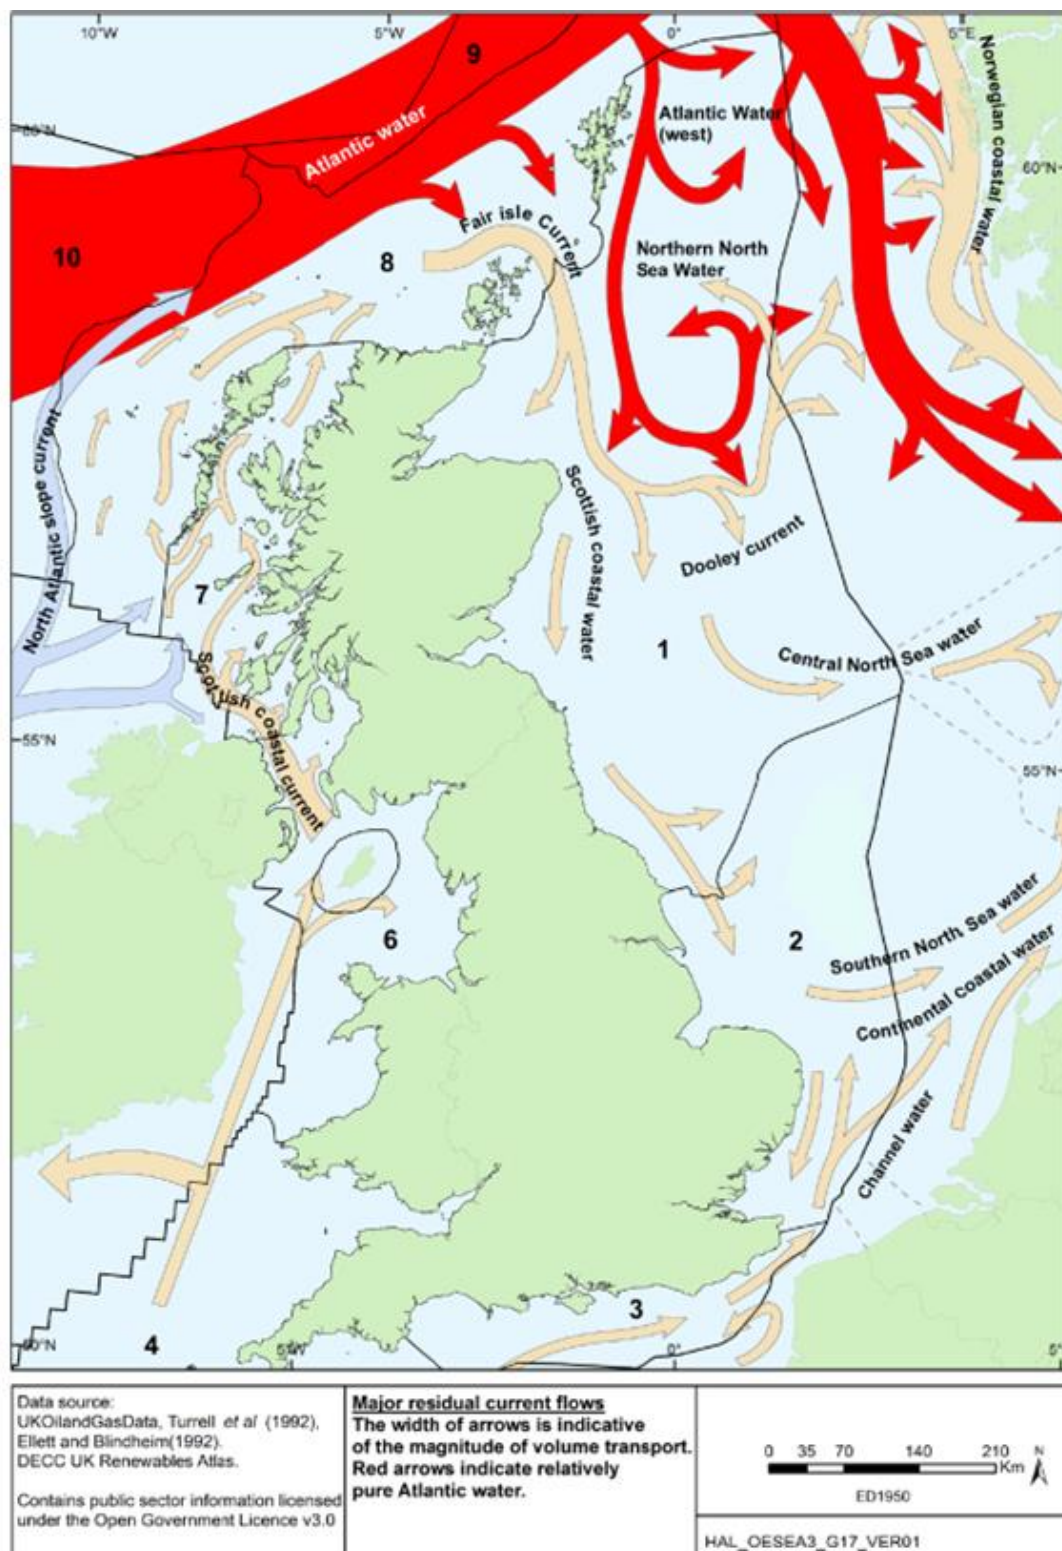 10°W
5°W
0°
5°E
9
Atlantic water
Atlantic Water
(west)
Norwegian coastal water
60°N
60°N
10
8
Fair isle Current
Northern North
Sea Water
North Atlantic slope current
Scottish coastal water
Dooley current
7
1
Central North Sea water
Scottish coastal current
55°N
55°N
6
2
Southern North Sea water
Continental coastal water
Channel water
3
4
50°N
5°W
0°
5°
Data source:
UKOilandGasData, Turrell et al (1992),
Ellett and Blindheim(1992).
DECC UK Renewables Atlas.
Contains public sector information licensed
under the Open Government Licence v3.0
Major residual current flows
The width of arrows is indicative
of the magnitude of volume transport.
Red arrows indicate relatively
pure Atlantic water.
0 35 70 140 210
Km
N
ED1950
HAL_OESEA3_G17_VER01